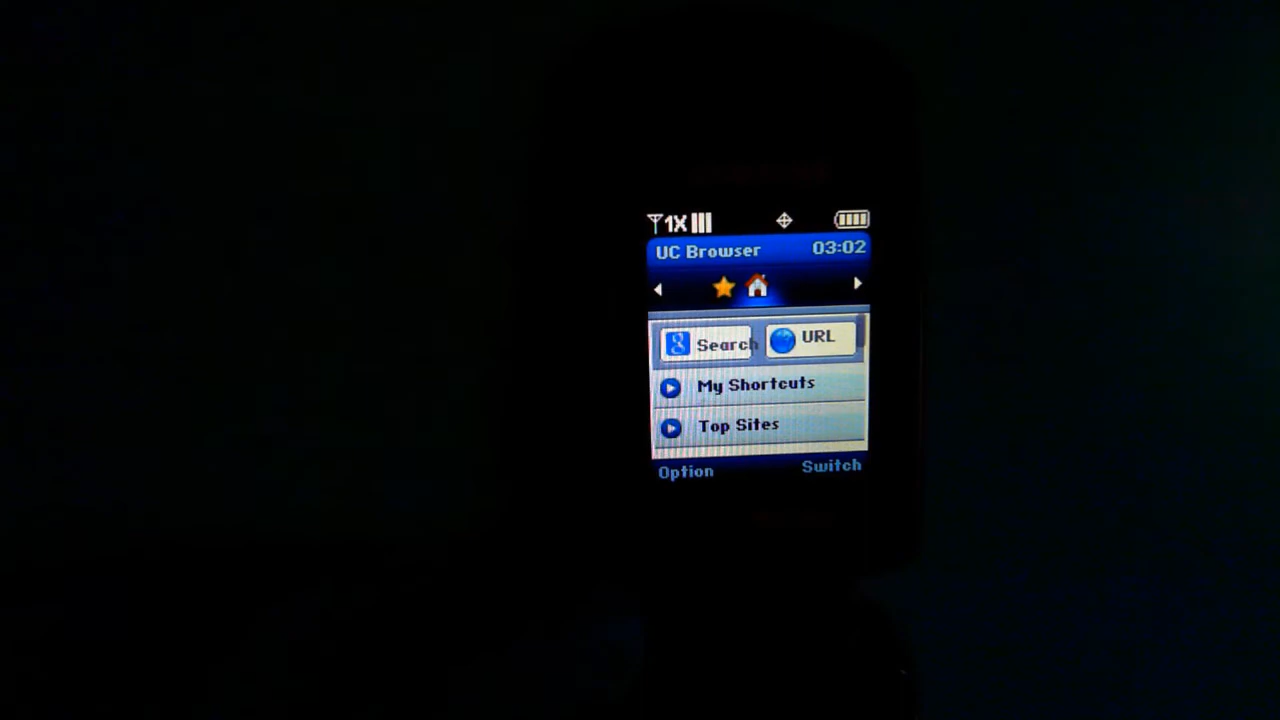 1X
UC Browser 03:02
Search URL
My Shortcuts
Top Sites
Option Switch